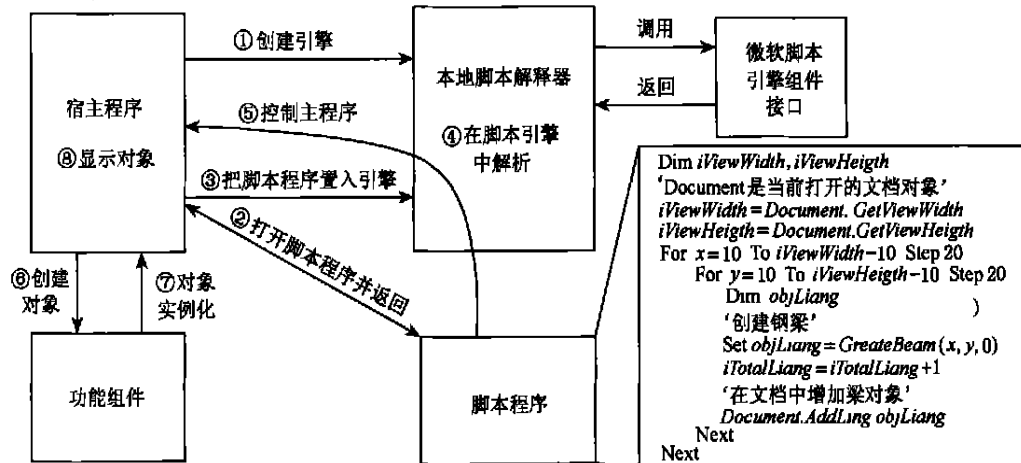 ①创建引擎
宿主程序
⑧显示对象
⑤控制主程序
③把脚本程序置入引擎
本地脚本解释器
④在脚本引擎
中解析
调用
返回
微软脚本
引擎组件
接口
②打开脚本程序并返回
⑥创建
对象
⑦对象
实例化
功能组件
脚本程序
Dim iViewWidth, iViewHeigth
‘Document是当前打开的文档对象’
iViewWidth=Document. GetViewWidth
iViewHeigth=Document.GetViewHeigth
For x=10 To iViewWidth-10 Step 20
For y=10 To iViewHeigth-10 Step 20
Dim objLiang
)
‘创建钢梁’
Set objLiang=GreateBeam(x, y, 0)
iTotalLiang=iTotalLiang+1
‘在文档中增加梁对象’
Document.AddLing objLiang
Next
Next